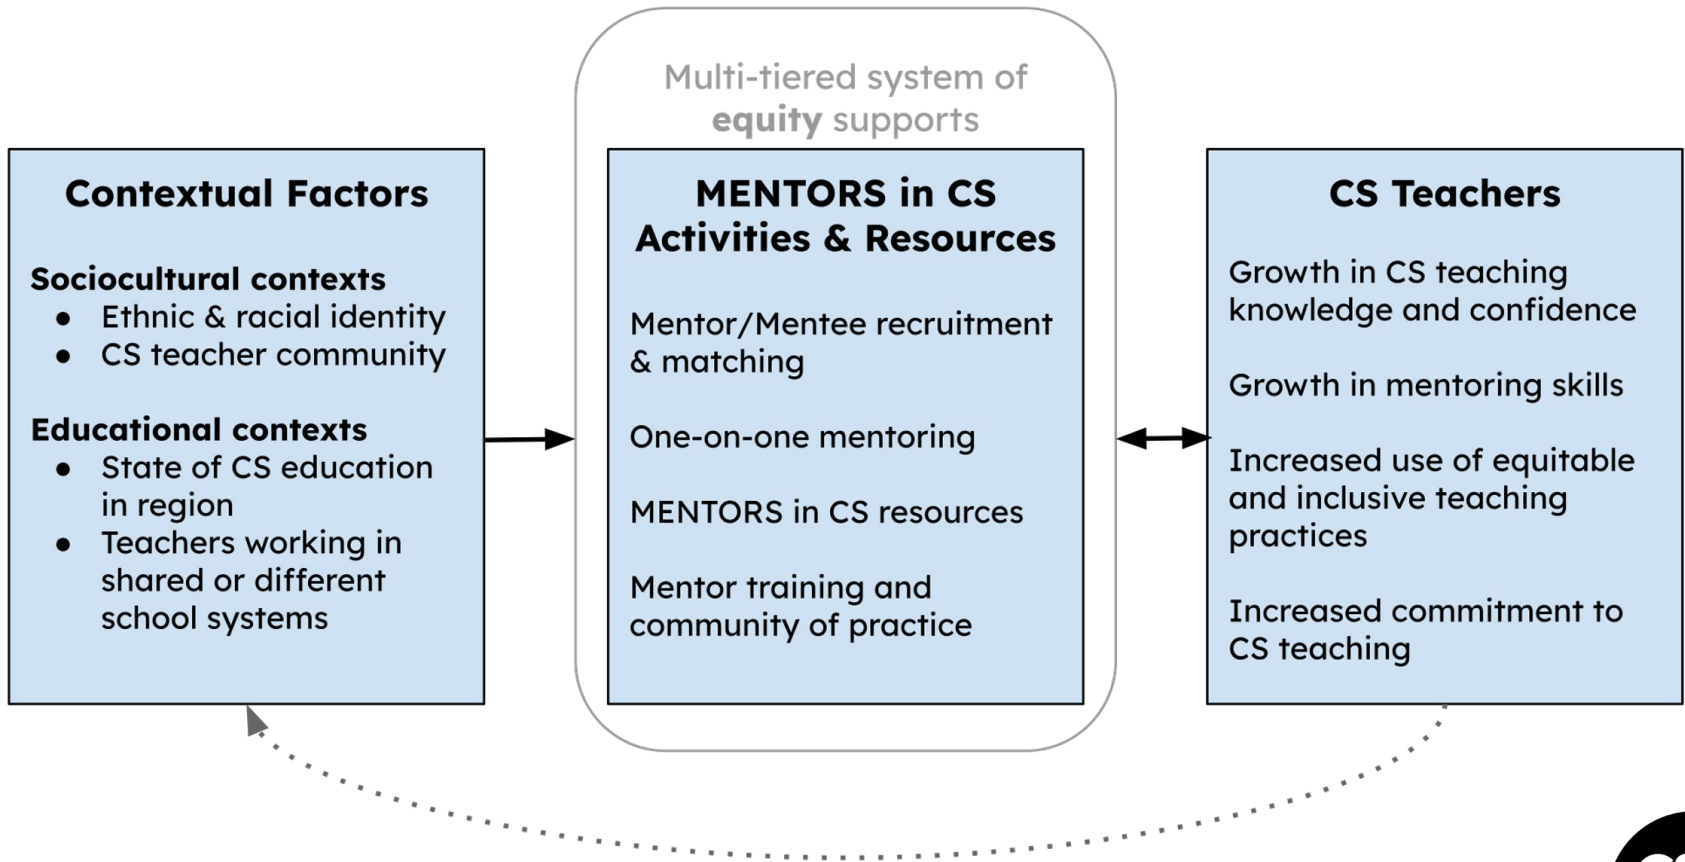 Multi-tiered system of
equity supports
Contextual Factors
Sociocultural contexts
● Ethnic & racial identity
● CS teacher community
Educational contexts
● State of CS education
in region
● Teachers working in
shared or different
school systems
MENTORS in CS
Activities & Resources
Mentor/Mentee recruitment
& matching
One-on-one mentoring
MENTORS in CS resources
Mentor training and
community of practice
CS Teachers
Growth in CS teaching
knowledge and confidence
Growth in mentoring skills
Increased use of equitable
and inclusive teaching
practices
Increased commitment to
CS teaching